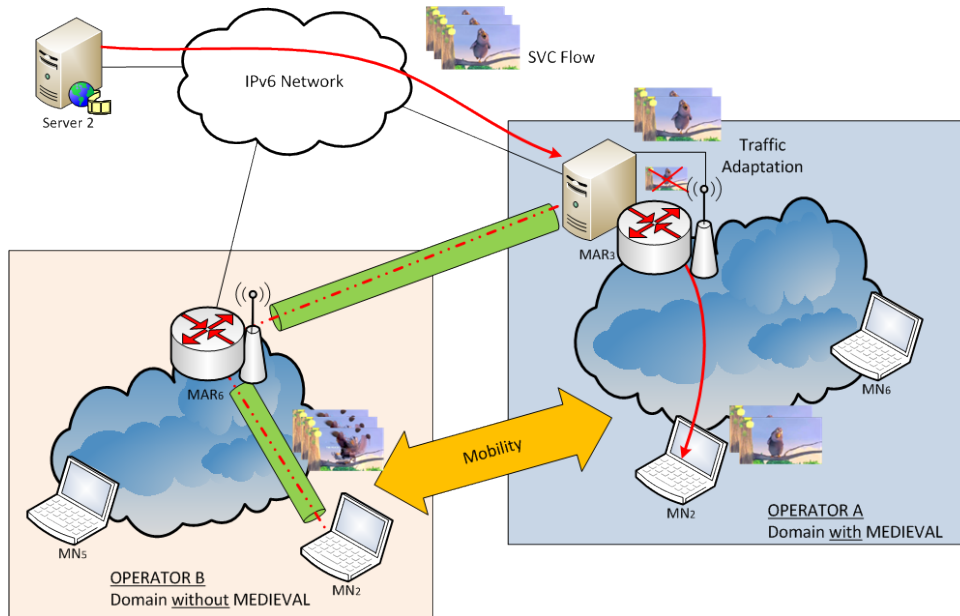 SVC Flow
IPv6 Network
Server 2
Traffic
Adaptation
MAR3
MAR6
MN6
Mobility
MN2
OPERATOR A
Domain with MEDIEVAL
MN5
MN2
OPERATOR B
Domain without MEDIEVAL